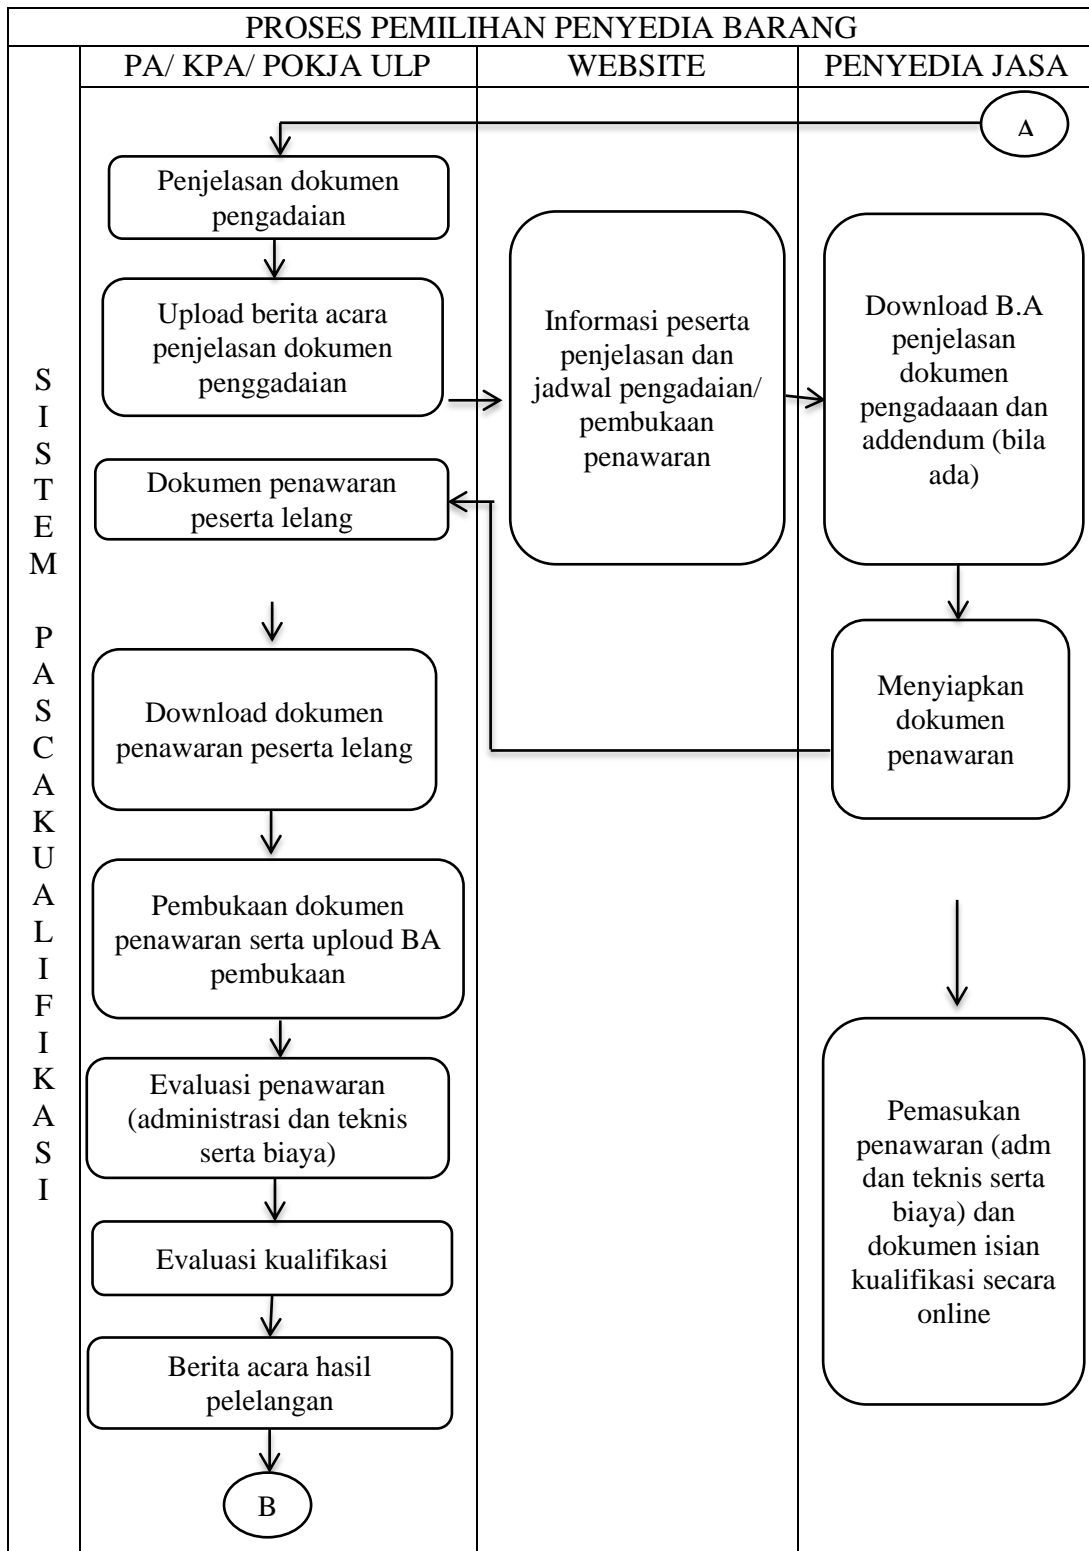 PROSES PEMILIHAN PENYEDIA BARANG
PA/ KPA/ POKJA ULP
WEBSITE
PENYEDIA JASA
S
I
S
T
E
M
P
A
S
C
A
K
U
A
L
I
F
I
K
A
S
I
A
Penjelasan dokumen
pengadaian
Upload berita acara
penjelasan dokumen
penggadaian
Informasi peserta
penjelasan dan
jadwal pengadaian/
pembukaan
penawaran
Download B.A
penjelasan
dokumen
pengadaaan dan
addendum (bila
ada)
Dokumen penawaran
peserta lelang
Menyiapkan
dokumen
penawaran
Download dokumen
penawaran peserta lelang
Pembukaan dokumen
penawaran serta uploud BA
pembukaan
Evaluasi penawaran
(administrasi dan teknis
serta biaya)
Pemasukan
penawaran (adm
dan teknis serta
biaya) dan
dokumen isian
kualifikasi secara
online
Evaluasi kualifikasi
Berita acara hasil
pelelangan
B